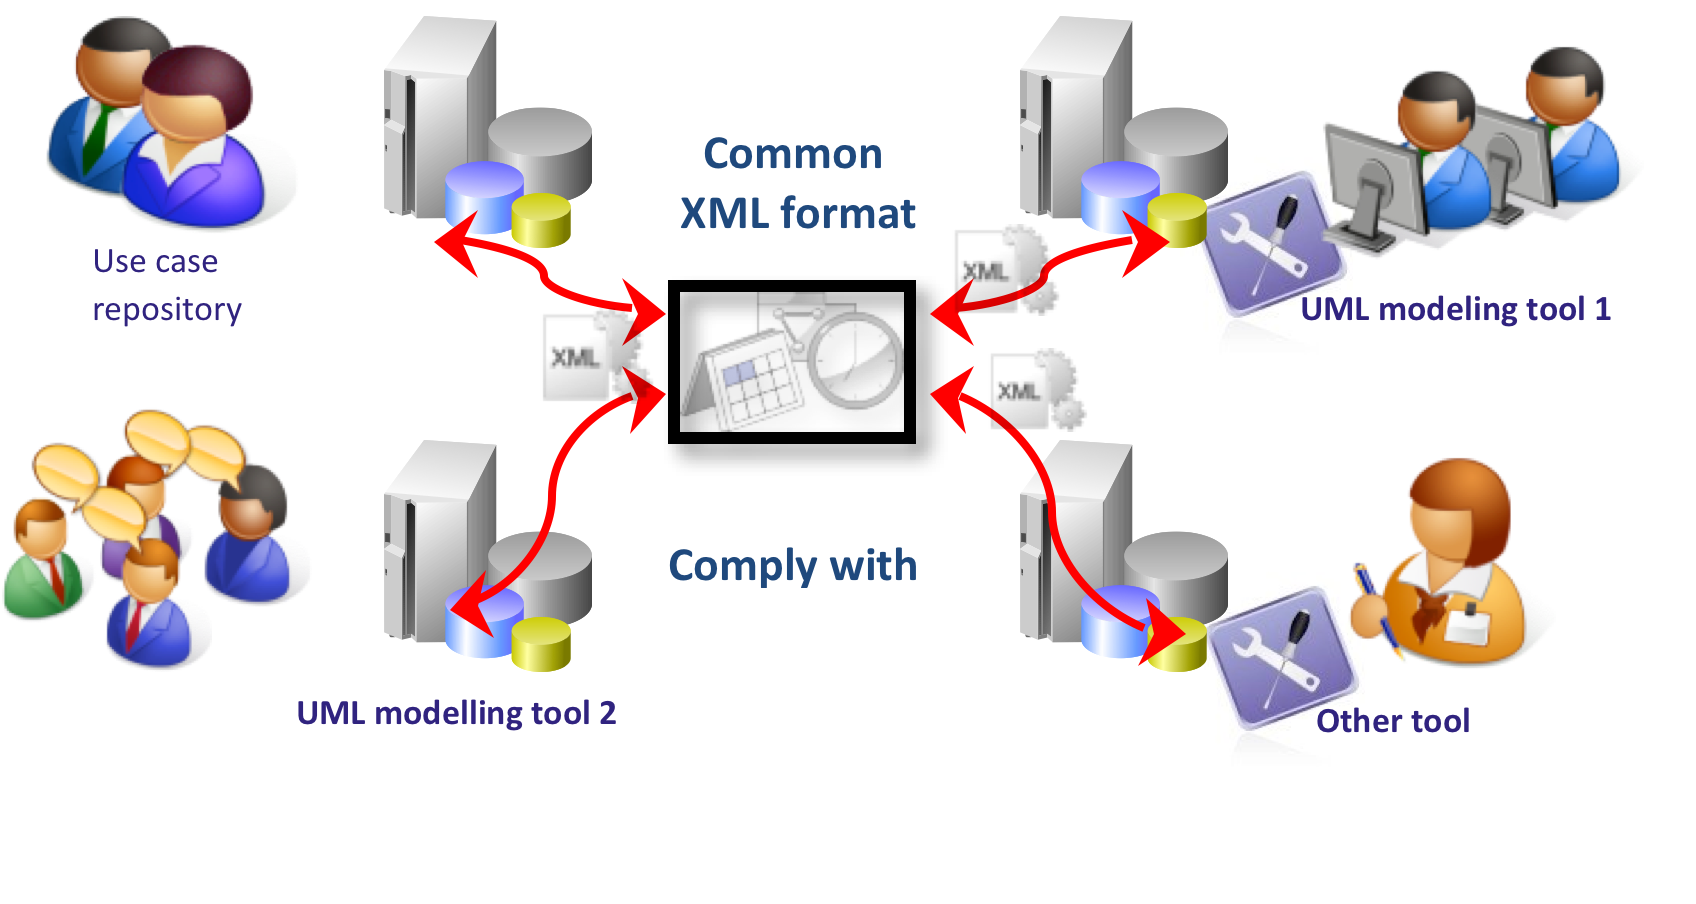 Common
XML format
Use case
repository
XML
UML modeling tool 1
XML
XML
Comply with
UML modelling tool 2
Other tool